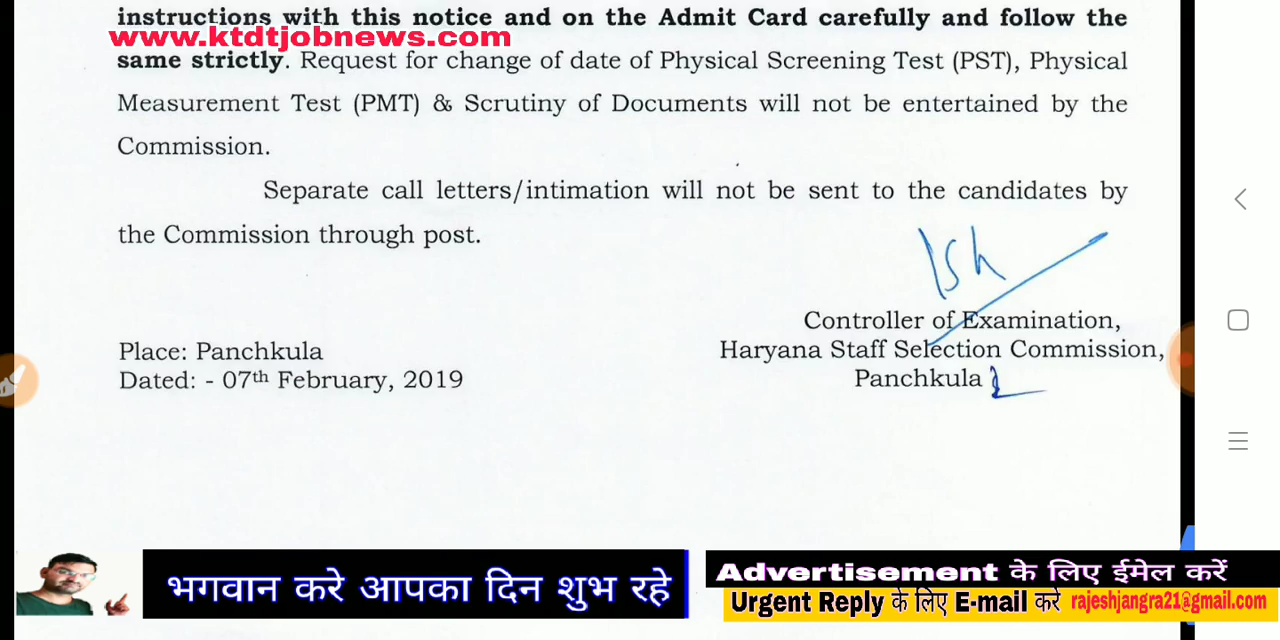 instructions with this notice and on the Admit Card carefully and follow the
www.ktdtjobnews.com
same strictly. Request for change of date of Physical Screening Test (PST), Physical
Measurement Test (PMT) & Scrutiny of Documents will not be entertained by the
Commission.
Separate call letters/intimation will not be sent to the candidates by
the Commission through post.
Controller of Examination,
Haryana Staff Selection Commission,
Panchkula
Place: Panchkula
Dated: - 07th February, 2019
भगवान करे आपका दिन शुभ रहे
Advertisement के लिए ईमेल करें
Urgent Reply के लिए E-mail करे rajeshjangra21@gmail.com